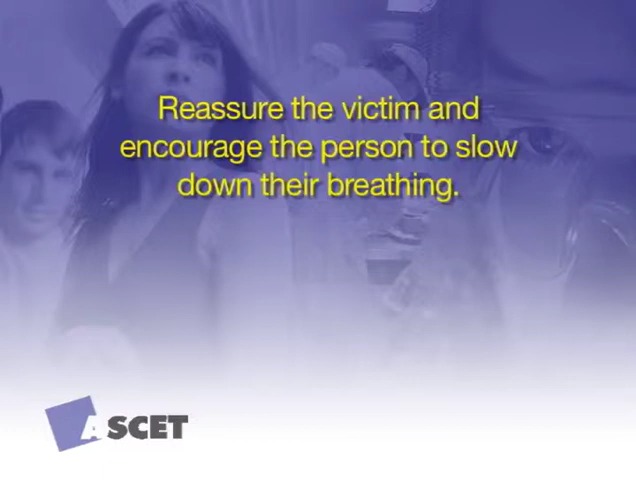 Reassure the victim and
encourage the person to slow
down their breathing.
ASCET